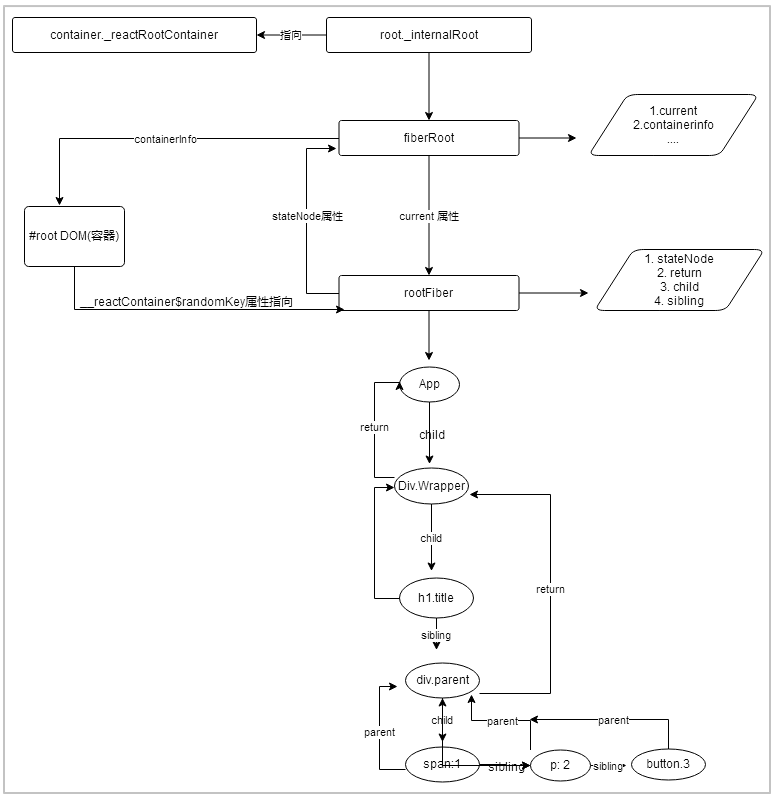 container._reactRootContainer
指向
root._internalRoot
containerInfo
fiberRoot
1.current
2.containerinfo
....
#root DOM(容器)
stateNode属性
current 属性
__reactContainer$randomKey属性指向
rootFiber
1. stateNode
2. return
3. child
4. sibling
App
return
child
Div.Wrapper
child
return
h1.title
sibling
div.parent
parent
child
parent
parent
span:1
sibling
p: 2
sibling
button.3